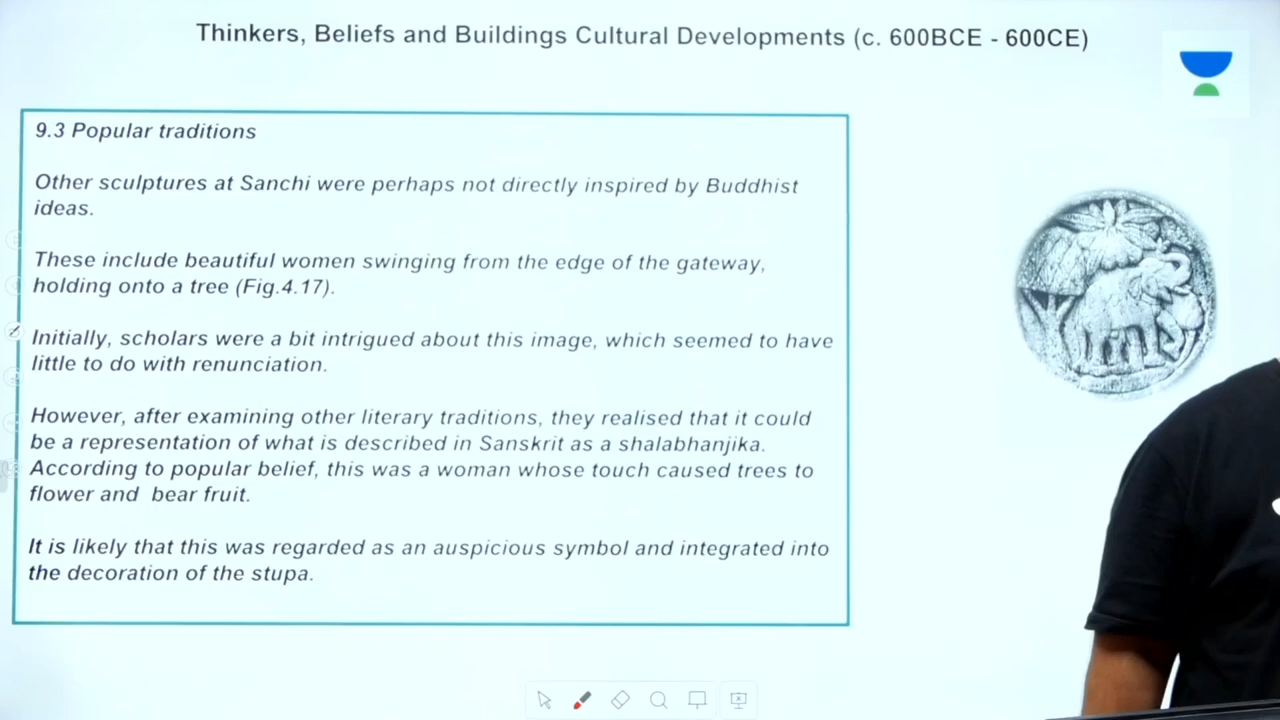 Thinkers, Beliefs and Buildings Cultural Developments (c. 600BCE - 600CE)
9.3 Popular traditions
Other sculptures at Sanchi were perhaps not directly inspired by Buddhist
ideas.
These include beautiful women swinging from the edge of the gateway,
holding onto a tree (Fig.4.17).
Initially, scholars were a bit intrigued about this image, which seemed to have
little to do with renunciation.
However, after examining other literary traditions, they realised that it could
be a representation of what is described in Sanskrit as a shalabhanjika.
According to popular belief, this was a woman whose touch caused trees to
flower and  bear fruit.
It is likely that this was regarded as an auspicious symbol and integrated into
the decoration of the stupa.